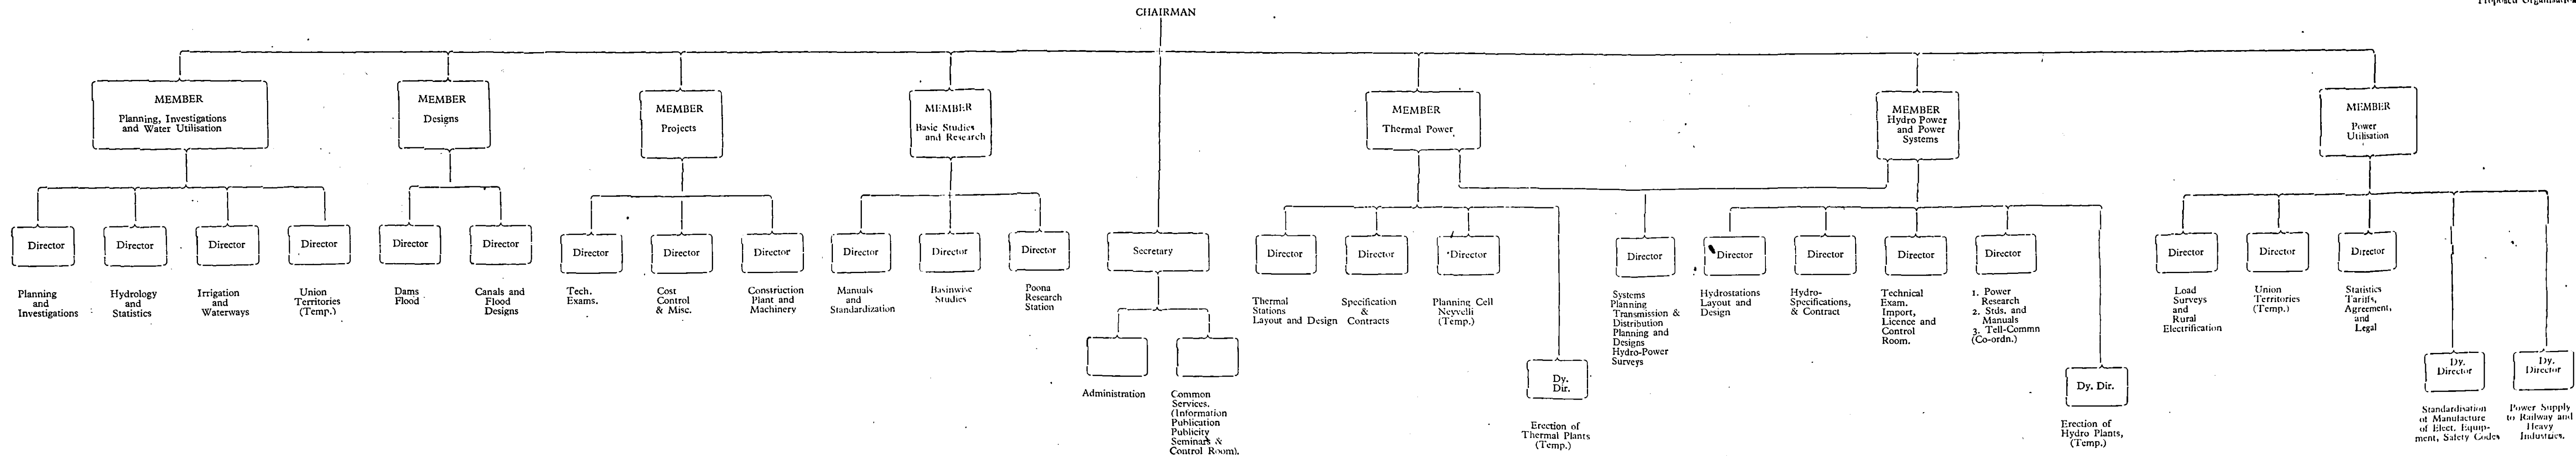 Proposed Organisation
CHAIRMAN
MEMBER
Planning, Investigations
and Water Utilisation
MEMBER
Designs
MEMBER
Projects
MEMBER
Basic Studies
and Research
MEMBER
Thermal Power
MEMBER
Hydro Power
and Power
Systems
MEMBER
Power
Utilisation
Director
Planning
and
Investigations
Director
Hydrology
and
Statistics
Director
Irrigation
and
Waterways
Director
Union
Territories
(Temp.)
Director
Dams
Flood
Director
Canals and
Flood
Designs
Director
Tech.
Exams.
Director
Cost
Control
& Misc.
Director
Construction
Plant and
Machinery
Director
Manuals
and
Standardization
Director
Basinwise
Studies
Director
Poona
Research
Station
Secretary
Administration
Common
Services.
(Information
Publication
Publicity
Seminars &
Control Room).
Director
Thermal
Stations
Layout and Design
Director
Specification
&
Contracts
Director
Planning Cell
Neyvelli
(Temp.)
Dy.
Dir.
Erection of
Thermal Plants
(Temp.)
Director
Systems
Planning
Transmission &
Distribution
Planning and
Designs
Hydro-Power
Surveys
Director
Hydrostations
Layout and
Design
Director
Hydro-
Specifications,
& Contract
Director
Technical
Exam.
Import,
Licence and
Control
Room.
Director
1. Power
Research
2. Stds. and
Manuals
3. Tell-Commn
(Co-ordn.)
Dy. Dir.
Erection of
Hydro Plants,
(Temp.)
Director
Load
Surveys
and
Rural
Electrification
Director
Union
Territories
(Temp.)
Director
Statistics
Tariffs,
Agreement,
and
Legal
Dy.
Director
Standardisation
of Manufacture
of Elect. Equip-
ment, Safety Codes
Dy.
Director
Power Supply
to Railway and
Heavy
Industries.